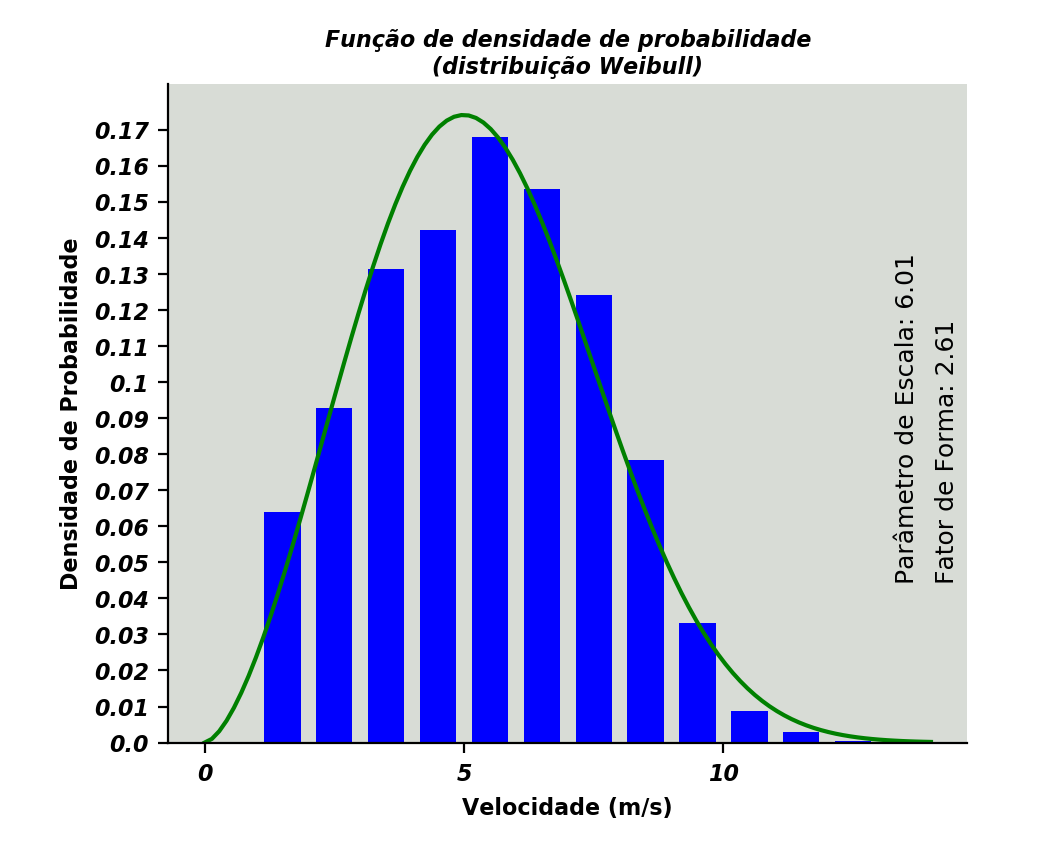 Função de densidade de probabilidade
(distribuição Weibull)
Densidade de Probabilidade
0.17
0.16
0.15
0.14
0.13
0.12
0.11
0.1
0.09
0.08
0.07
0.06
0.05
0.04
0.03
0.02
0.01
0.0
0 5 10
Velocidade (m/s)
Parâmetro de Escala: 6.01
Fator de Forma: 2.61